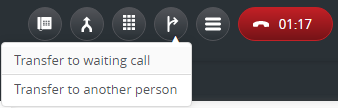 01:17
Transfer to waiting call
Transfer to another person